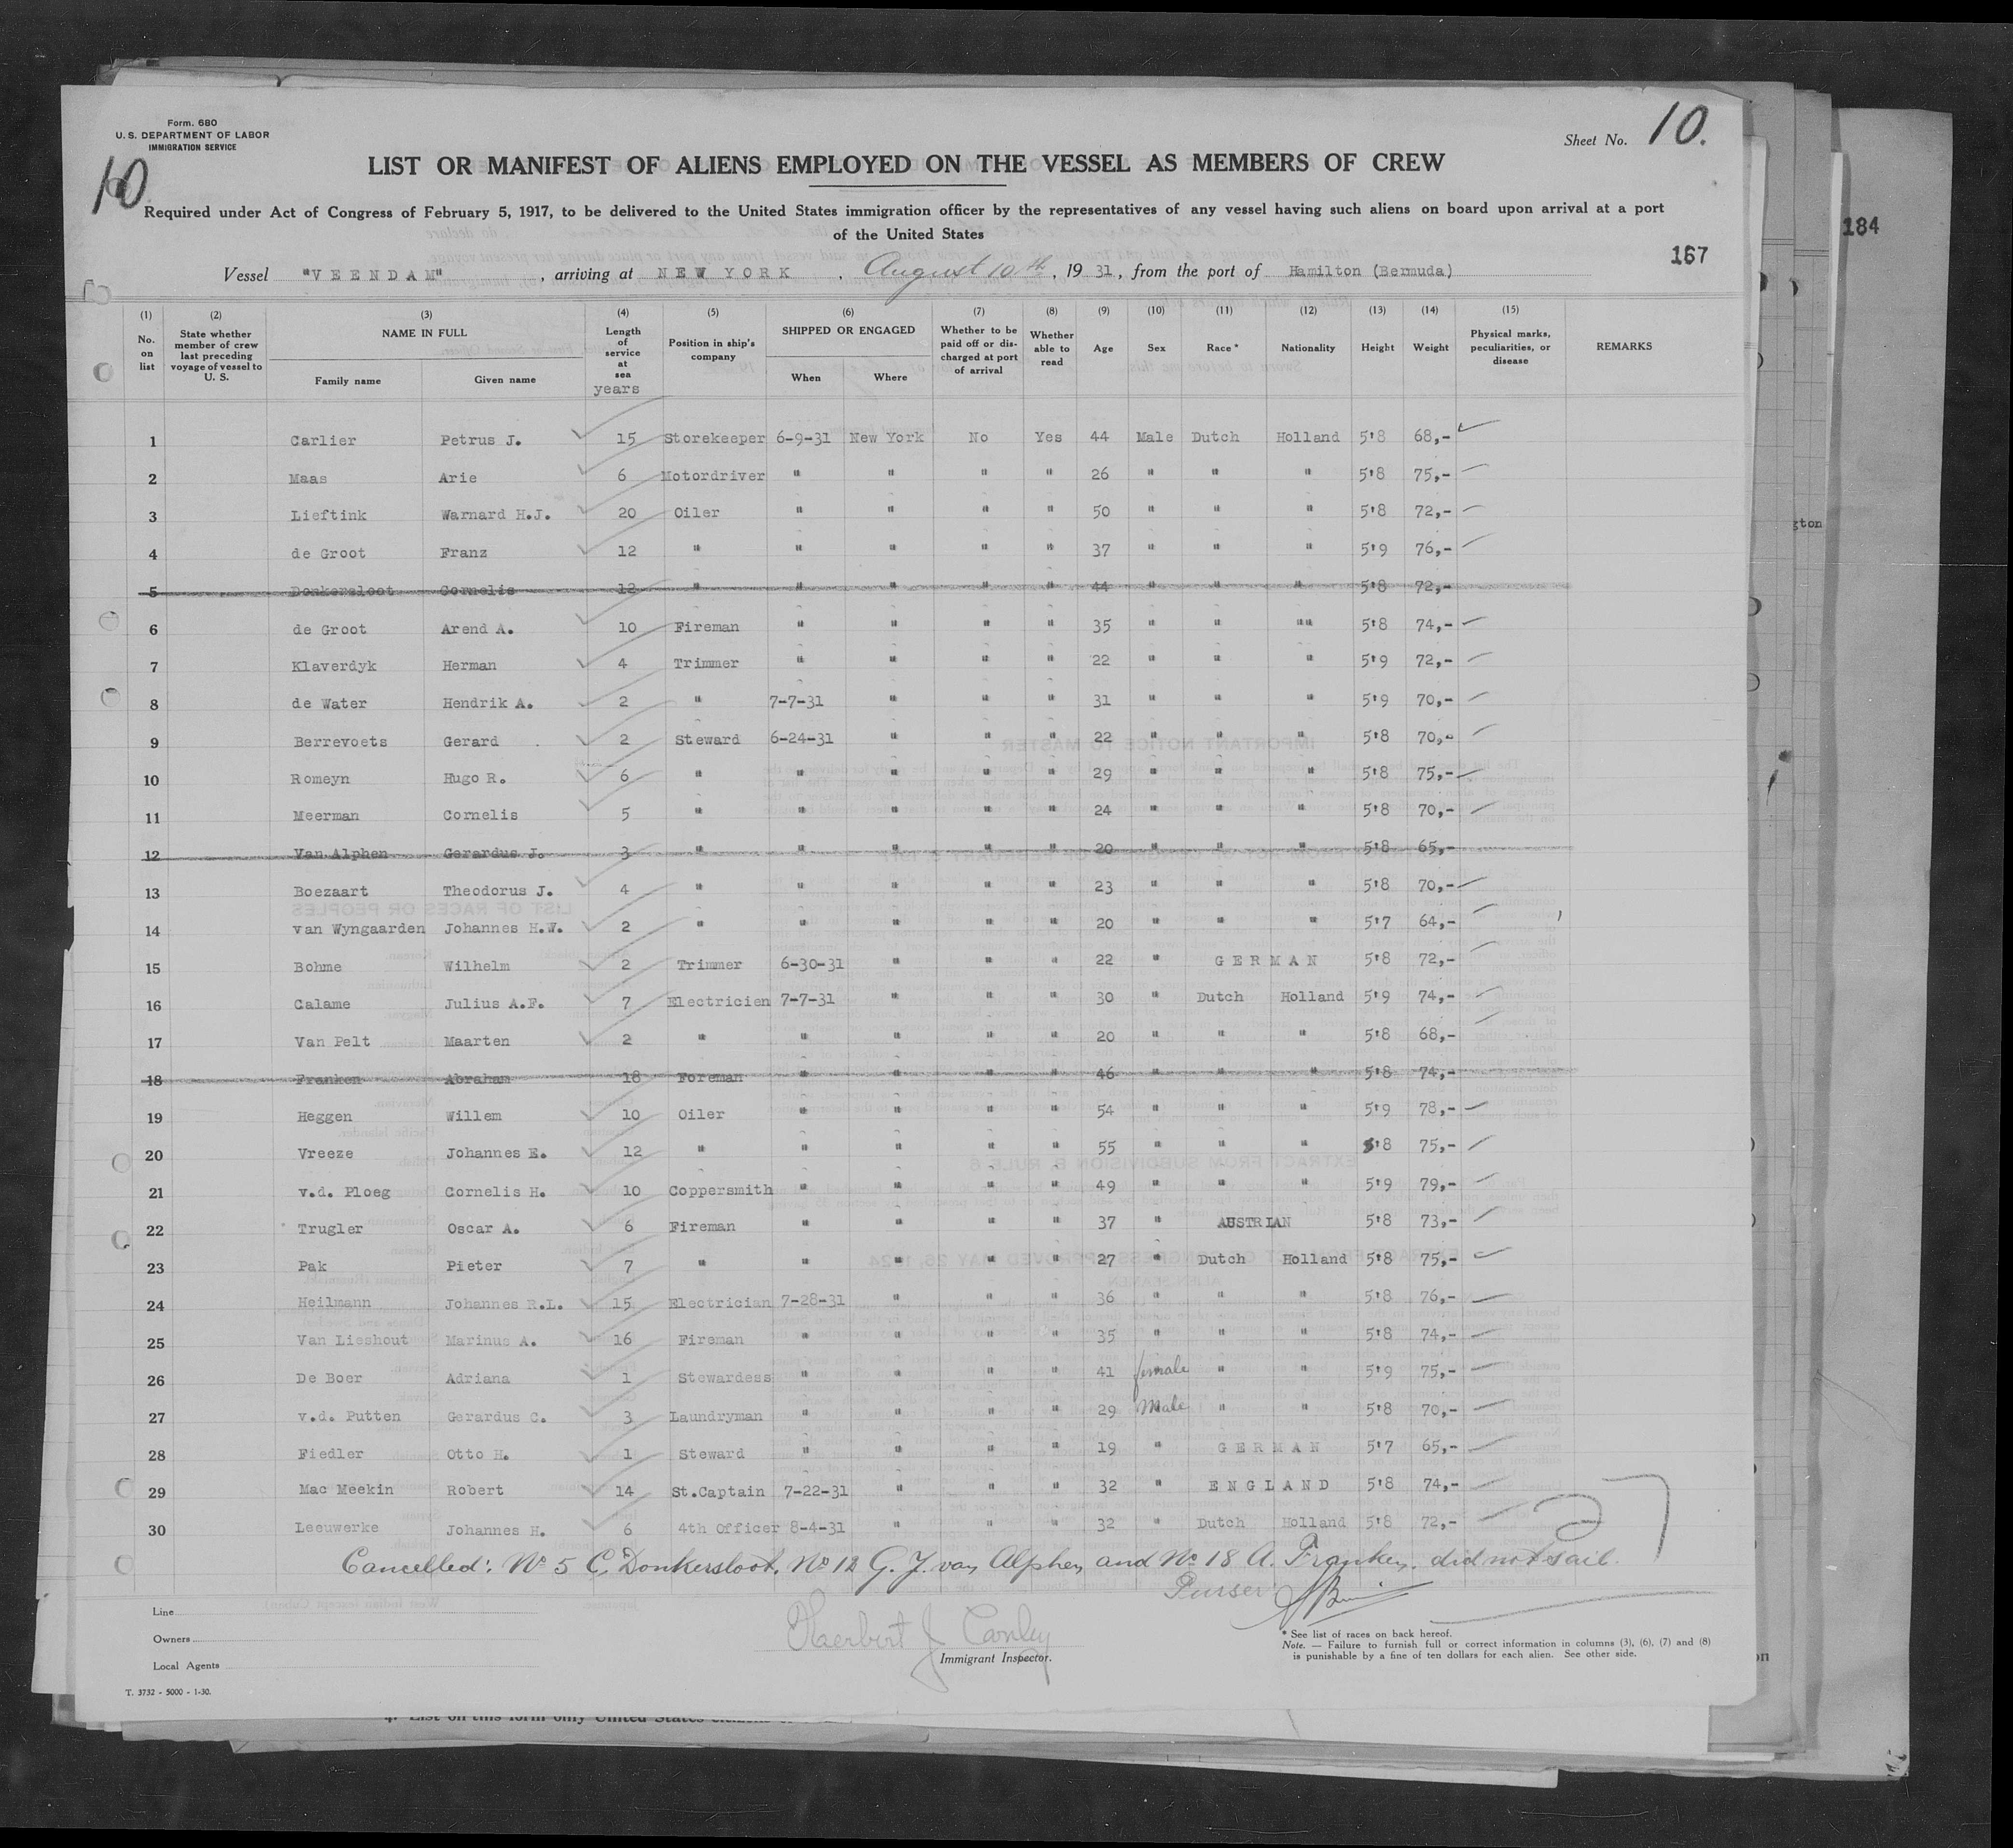 Form. 680
U. S. DEPARTMENT OF LABOR
IMMIGRATION SERVICE
10
Sheet No. 10.
LIST OR MANIFEST OF ALIENS EMPLOYED ON THE VESSEL AS MEMBERS OF CREW
Required under Act of Congress of February 5, 1917, to be delivered to the United States immigration officer by the representatives of any vessel having such aliens on board upon arrival at a port
of the United States
167
184
Vessel "VEENDAM", arriving at NEW YORK, August 10th, 1931, from the port of Hamilton (Bermuda)
(1) No. on list (2) State whether member of crew last preceding voyage of vessel to U. S. (3) NAME IN FULL Family name Given name (4) Length of service at sea years (5) Position in ship's company (6) SHIPPED OR ENGAGED When Where (7) Whether to be paid off or discharged at port of arrival (8) Whether able to read (9) Age (10) Sex (11) Race* (12) Nationality (13) Height (14) Weight (15) Physical marks, peculiarities, or disease REMARKS
1 Carlier Petrus J. 15 Storekeeper 6-9-31 New York No Yes 44 Male Dutch Holland 5'8 68,-
2 Maas Arie 6 Motordriver " " " " 26 " " " 5'8 75,-
3 Lieftink Warnard H.J. 20 Oiler " " " " 50 " " " 5'8 72,-
4 de Groot Franz 12 " " " " " 37 " " " 5'9 76,-
5 Donkersloot Cornelis 12 " " " " " 44 " " " 5'8 72,-
6 de Groot Arend A. 10 Fireman " " " " 35 " " "" 5'8 74,-
7 Klaverdyk Herman 4 Trimmer " " " " 22 " " " 5'9 72,-
8 de Water Hendrik A. 2 " 7-7-31 " " " 31 " " " 5'9 70,-
9 Berrevoets Gerard 2 Steward 6-24-31 " " " 22 " " " 5'8 70,-
10 Romeyn Hugo R. 6 " " " " " 29 " " " 5'8 75,-
11 Meerman Cornelis 5 " " " " " 24 " " " 5'8 70,-
12 Van Alphen Gerardus J. 3 " " " " " 20 " " " 5'8 65,-
13 Boezaart Theodorus J. 4 " " " " " 23 " " " 5'8 70,-
14 van Wyngaarden Johannes H.W. 2 " " " " " 20 " " " 5'7 64,-
15 Bohme Wilhelm 2 Trimmer 6-30-31 " " " 22 " GERMAN 5'8 72,-
16 Calame Julius A.F. 7 Electricien 7-7-31 " " " 30 " Dutch Holland 5'9 74,-
17 Van Pelt Maarten 2 " " " " " 20 " " " 5'8 68,-
18 Franken Abraham 18 Foreman " " " " 46 " " " 5'8 74,-
19 Heggen Willem 10 Oiler " " " " 54 " " " 5'9 78,-
20 Vreeze Johannes E. 12 " " " " " 55 " " " 5'8 75,-
21 v.d. Ploeg Cornelis H. 10 Coppersmith " " " " 49 " " " 5'9 79,-
22 Trugler Oscar A. 6 Fireman " " " " 37 " AUSTRIAN 5'8 73,-
23 Pak Pieter 7 " " " " " 27 " Dutch Holland 5'8 75,-
24 Heilmann Johannes R.L. 15 Electrician 7-28-31 " " " 36 " " " 5'8 76,-
25 Van Lieshout Marinus A. 16 Fireman " " " " 35 " " " 5'8 74,-
26 De Boer Adriana 1 Stewardess " " " " 41 female " " 5'9 75,-
27 v.d. Putten Gerardus C. 3 Laundryman " " " " 29 Male " " 5'8 70,-
28 Fiedler Otto H. 1 Steward " " " " 19 " GERMAN 5'7 65,-
29 Mac Meekin Robert 14 St.Captain 7-22-31 " " " 32 " ENGLAND 5'8 74,-
30 Leeuwerke Johannes H. 6 4th Officer 8-4-31 " " " 32 " Dutch Holland 5'8 72,-
27
Cancelled: No 5 C. Donkersloot, No 12 G. J. van Alphen and No 18 A. Franken. did not sail.
Purser
Line
Owners
Local Agents
Herbert J Conley
Immigrant Inspector.
* See list of races on back hereof.
Note. — Failure to furnish full or correct information in columns (3), (6), (7) and (8)
is punishable by a fine of ten dollars for each alien. See other side.
T. 3732 - 5000 - 1-30.